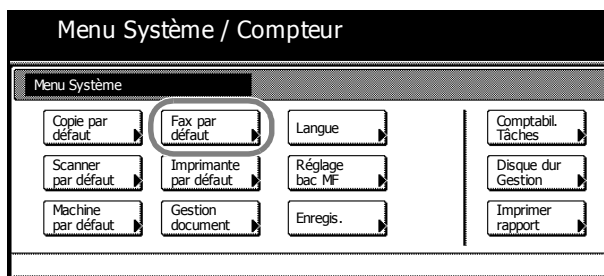 Menu Système / Compteur
Menu Système
Copie par
défaut
Fax par
défaut
Langue
Comptabil.
Tâches
Scanner
par défaut
Imprimante
par défaut
Réglage
bac MF
Disque dur
Gestion
Machine
par défaut
Gestion
document
Enregis.
Imprimer
rapport